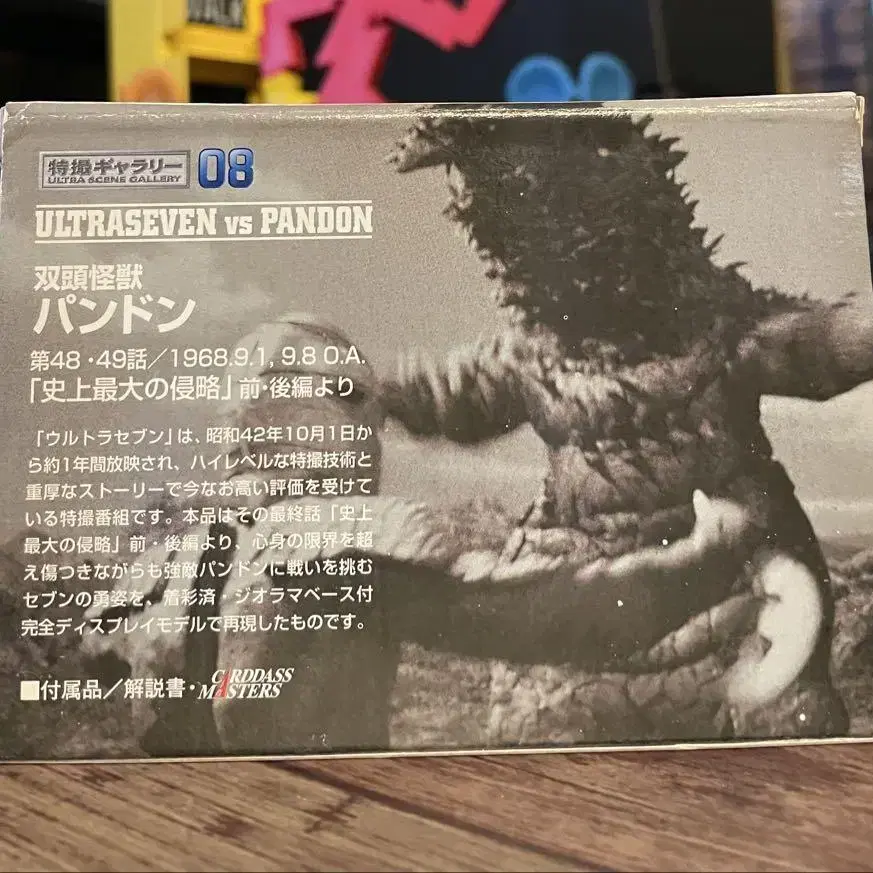 WALK
特撮ギャラリー 08
ULTRA SCENE GALLERY
ULTRASEVEN vs PANDON
双頭怪獣
パンドン
第48・49話／1968.9.1, 9.8 O.A.
「史上最大の侵略」前・後編より
「ウルトラセブン」は、昭和42年10月1日か
ら約1年間放映され、ハイレベルな特撮技術と
重厚なストーリーで今なお高い評価を受けて
いる特撮番組です。本品はその最終話「史上
最大の侵略」前・後編より、心身の限界を超
え傷つきながらも強敵パンドンに戦いを挑む
セブンの勇姿を、着彩済・ジオラマベース付
完全ディスプレイモデルで再現したものです。
■付属品／解説書・CARDDASS MASTERS